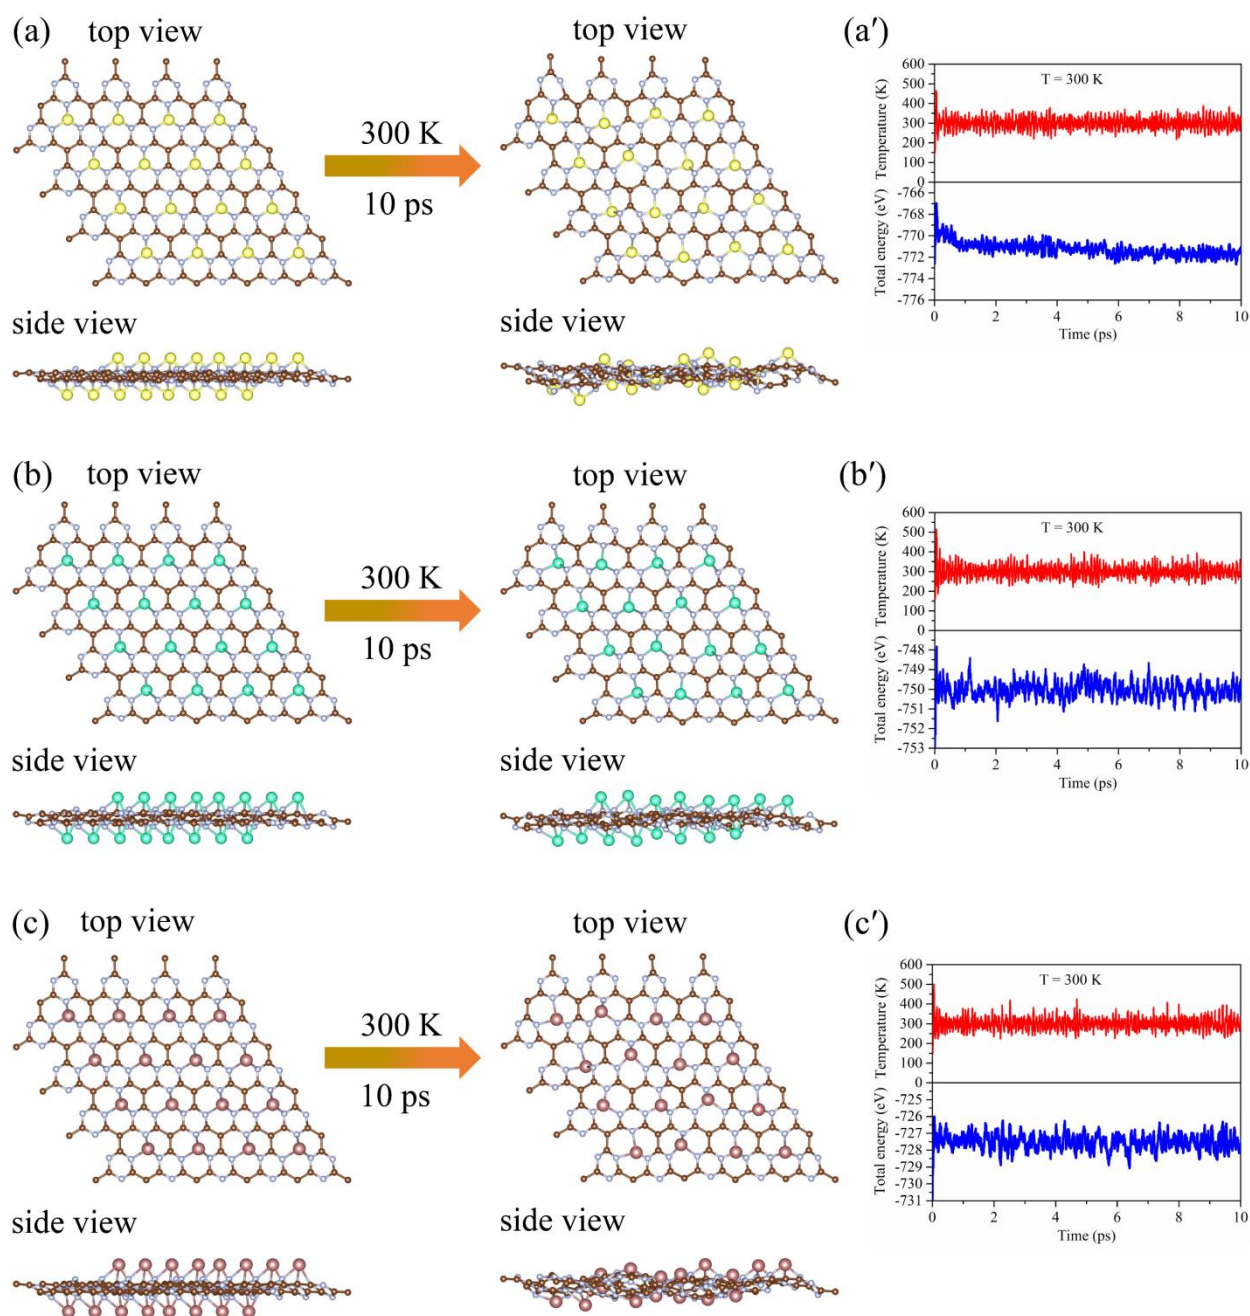 (a)
top view
top view
300 K
10 ps
side view
side view
(a′)
T = 300 K
Temperature (K)
600
500
400
300
200
100
0
Total energy (eV)
-766
-768
-770
-772
-774
-776
0 2 4 6 8 10
Time (ps)
(b)
top view
top view
300 K
10 ps
side view
side view
(b′)
T = 300 K
Temperature (K)
600
500
400
300
200
100
0
Total energy (eV)
-748
-749
-750
-751
-752
-753
0 2 4 6 8 10
Time (ps)
(c)
top view
top view
300 K
10 ps
side view
side view
(c′)
T = 300 K
Temperature (K)
600
500
400
300
200
100
0
Total energy (eV)
-725
-726
-727
-728
-729
-730
-731
0 2 4 6 8 10
Time (ps)